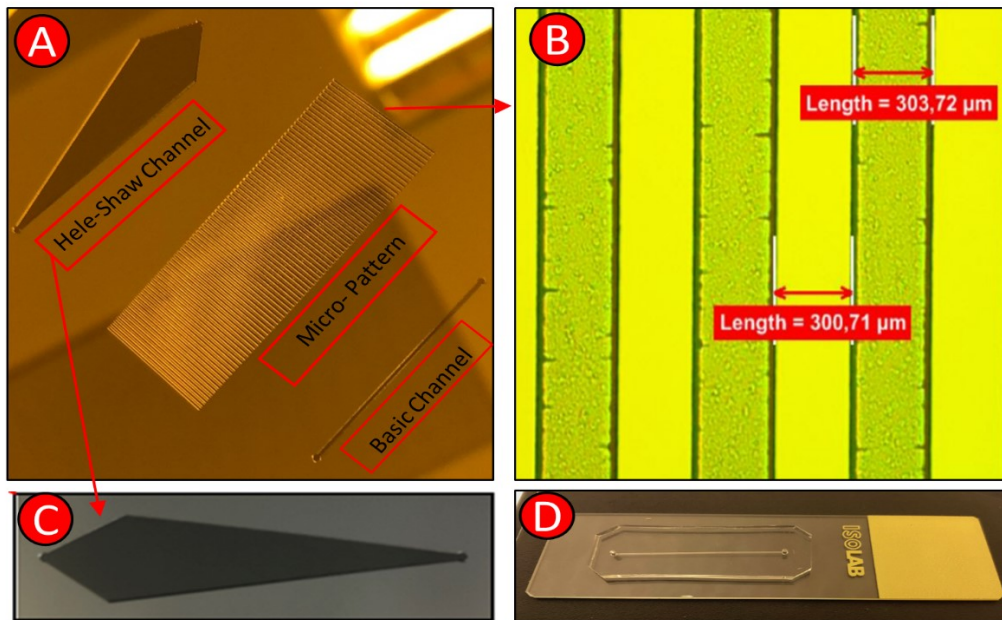 A
Hele-Shaw Channel
Micro- Pattern
Basic Channel
B
Length = 303,72 µm
Length = 300,71 µm
C
D
ISOLAB